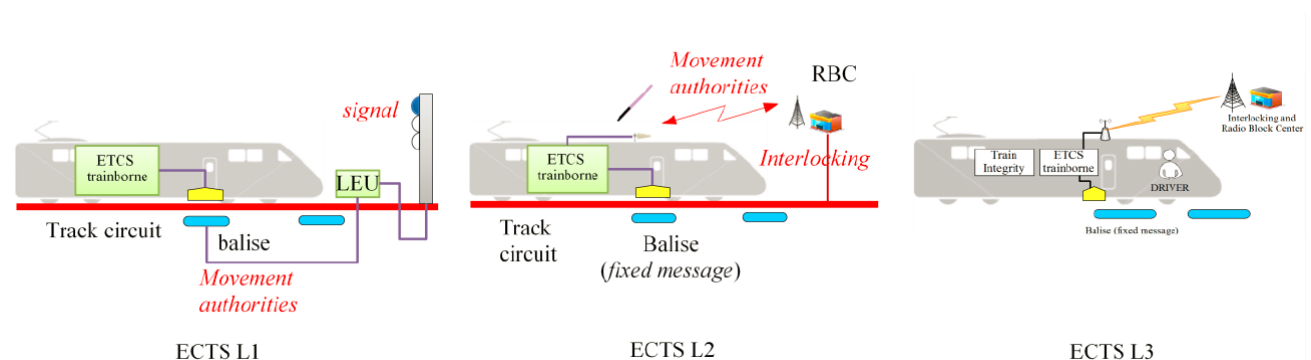 signal
ETCS
trainborne
LEU
Track circuit
balise
Movement
authorities
ECTS L1
Movement
authorities
RBC
ETCS
trainborne
Interlocking
Track
circuit
Balise
(fixed message)
ECTS L2
Interlocking and
Radio Block Center
Train
Integrity
ETCS
trainborne
DRIVER
Balise (fixed message)
ECTS L3